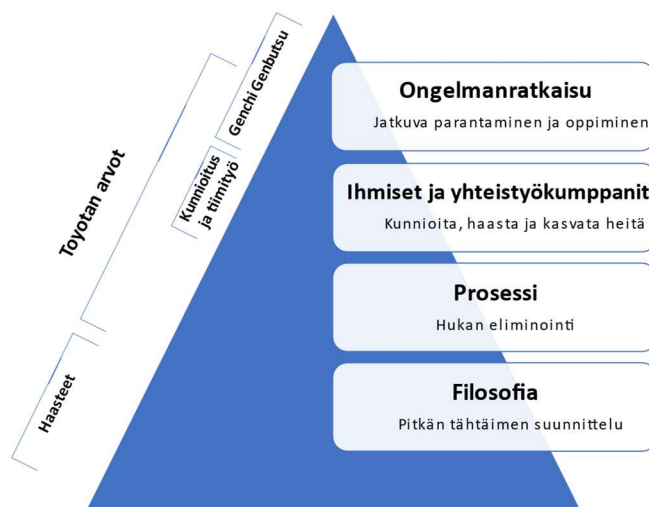 Genchi Genbutsu
Kunnioitus
ja tiimityö
Toyotan arvot
Haasteet
Ongelmanratkaisu
Jatkuva parantaminen ja oppiminen
Ihmiset ja yhteistyökumppanit
Kunnioita, haasta ja kasvata heitä
Prosessi
Hukan eliminointi
Filosofia
Pitkän tähtäimen suunnittelu